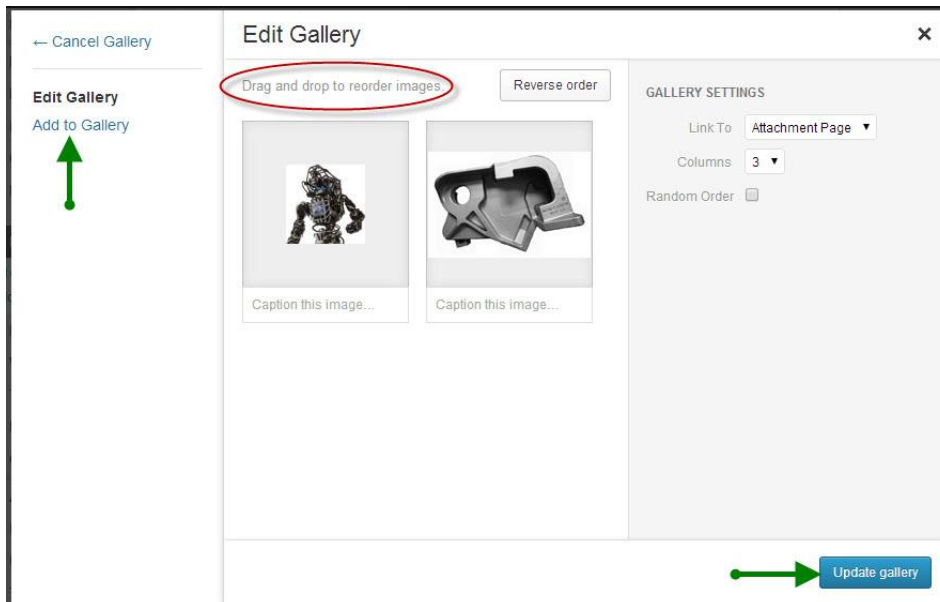 ← Cancel Gallery
Edit Gallery
Add to Gallery
Edit Gallery
Drag and drop to reorder images.
Reverse order
Caption this image...
Caption this image...
GALLERY SETTINGS
Link To Attachment Page
Columns 3
Random Order
Update gallery